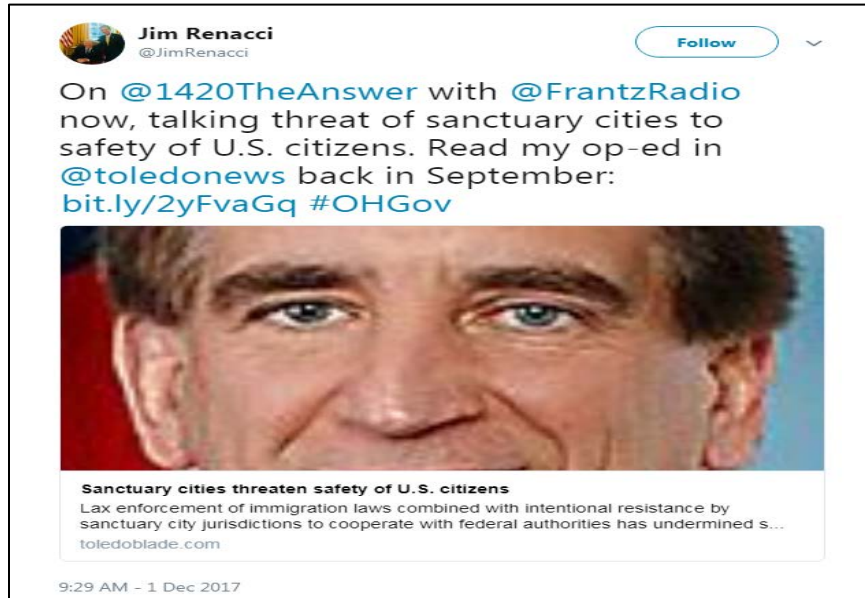 Jim Renacci
@JimRenacci
Follow
On @1420TheAnswer with @FrantzRadio
now, talking threat of sanctuary cities to
safety of U.S. citizens. Read my op-ed in
@toledonews back in September:
bit.ly/2yFvaGq #OHGov
Sanctuary cities threaten safety of U.S. citizens
Lax enforcement of immigration laws combined with intentional resistance by
sanctuary city jurisdictions to cooperate with federal authorities has undermined s...
toledoblade.com
9:29 AM - 1 Dec 2017